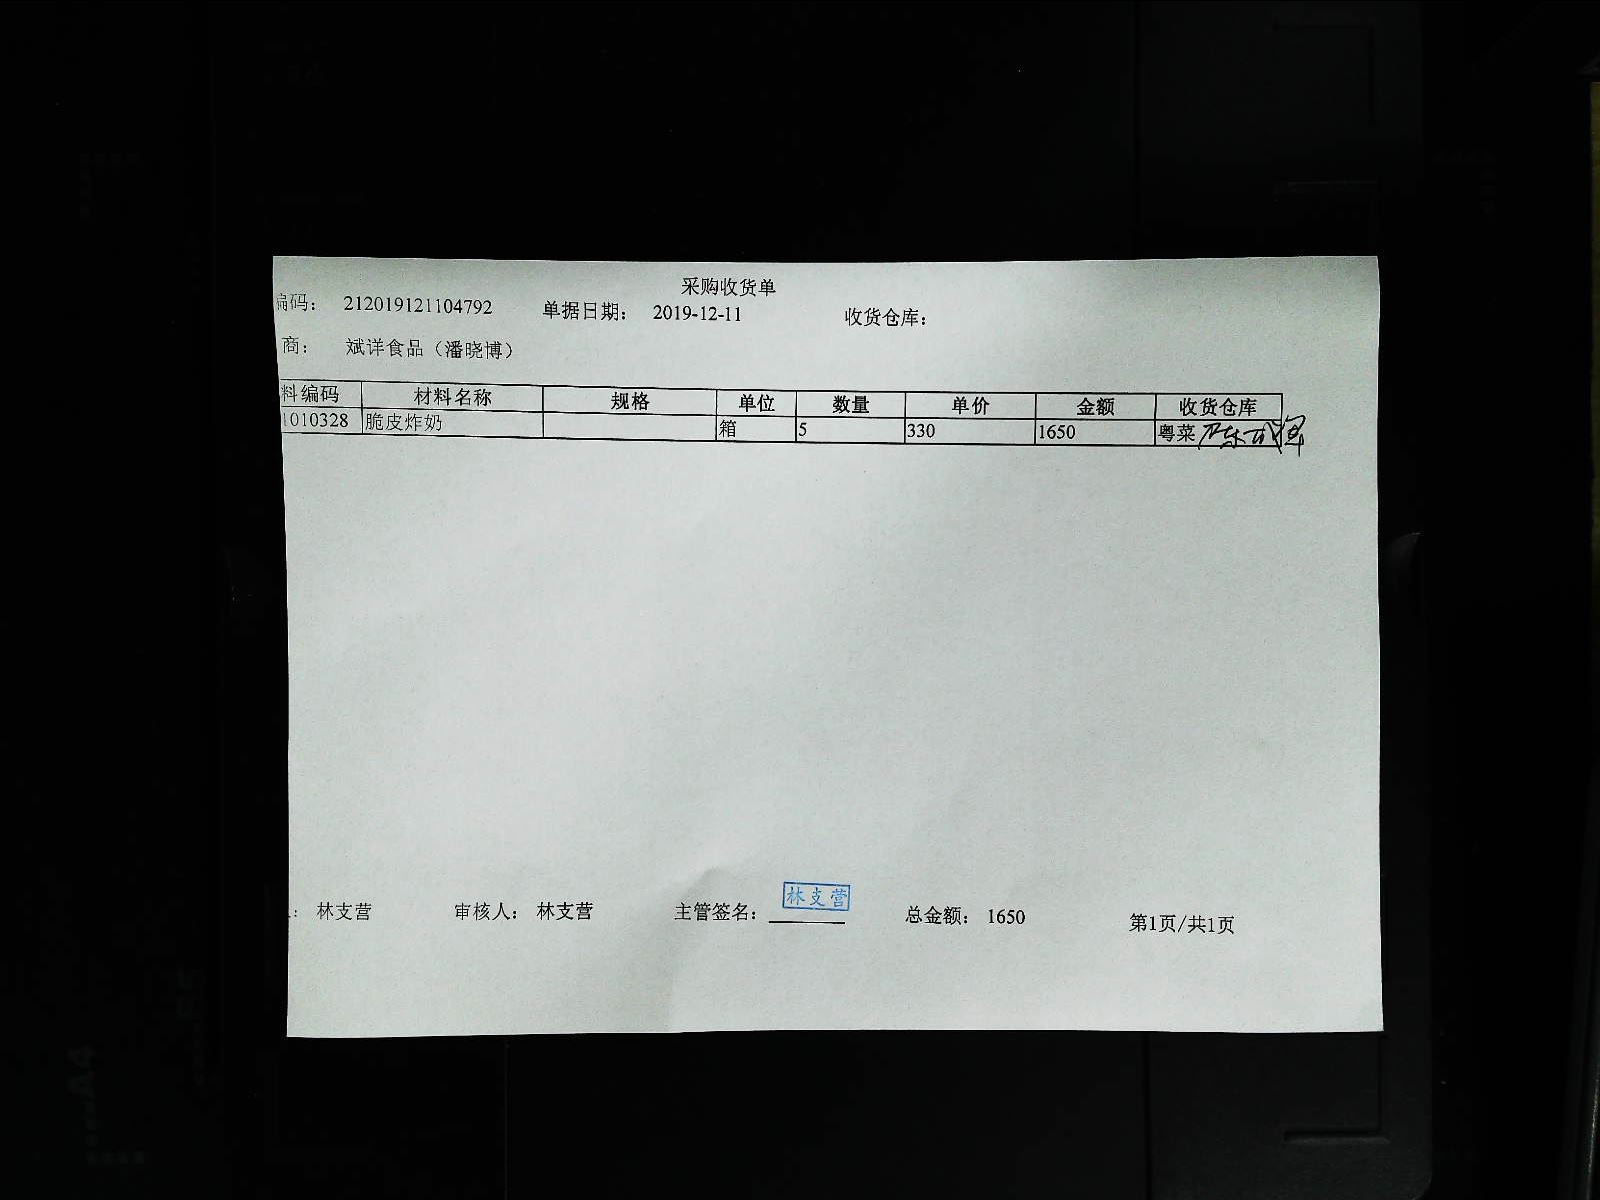 采购收货单
编码： 212019121104792 单据日期： 2019-12-11 收货仓库：
商： 斌洋食品（潘晓博）
料编码 材料名称 规格 单位 数量 单价 金额 收货仓库
1010328 脆皮炸奶 箱 5 330 1650 粤菜
林支营
： 林支营 审核人： 林支营 主管签名： 总金额： 1650 第1页/共1页